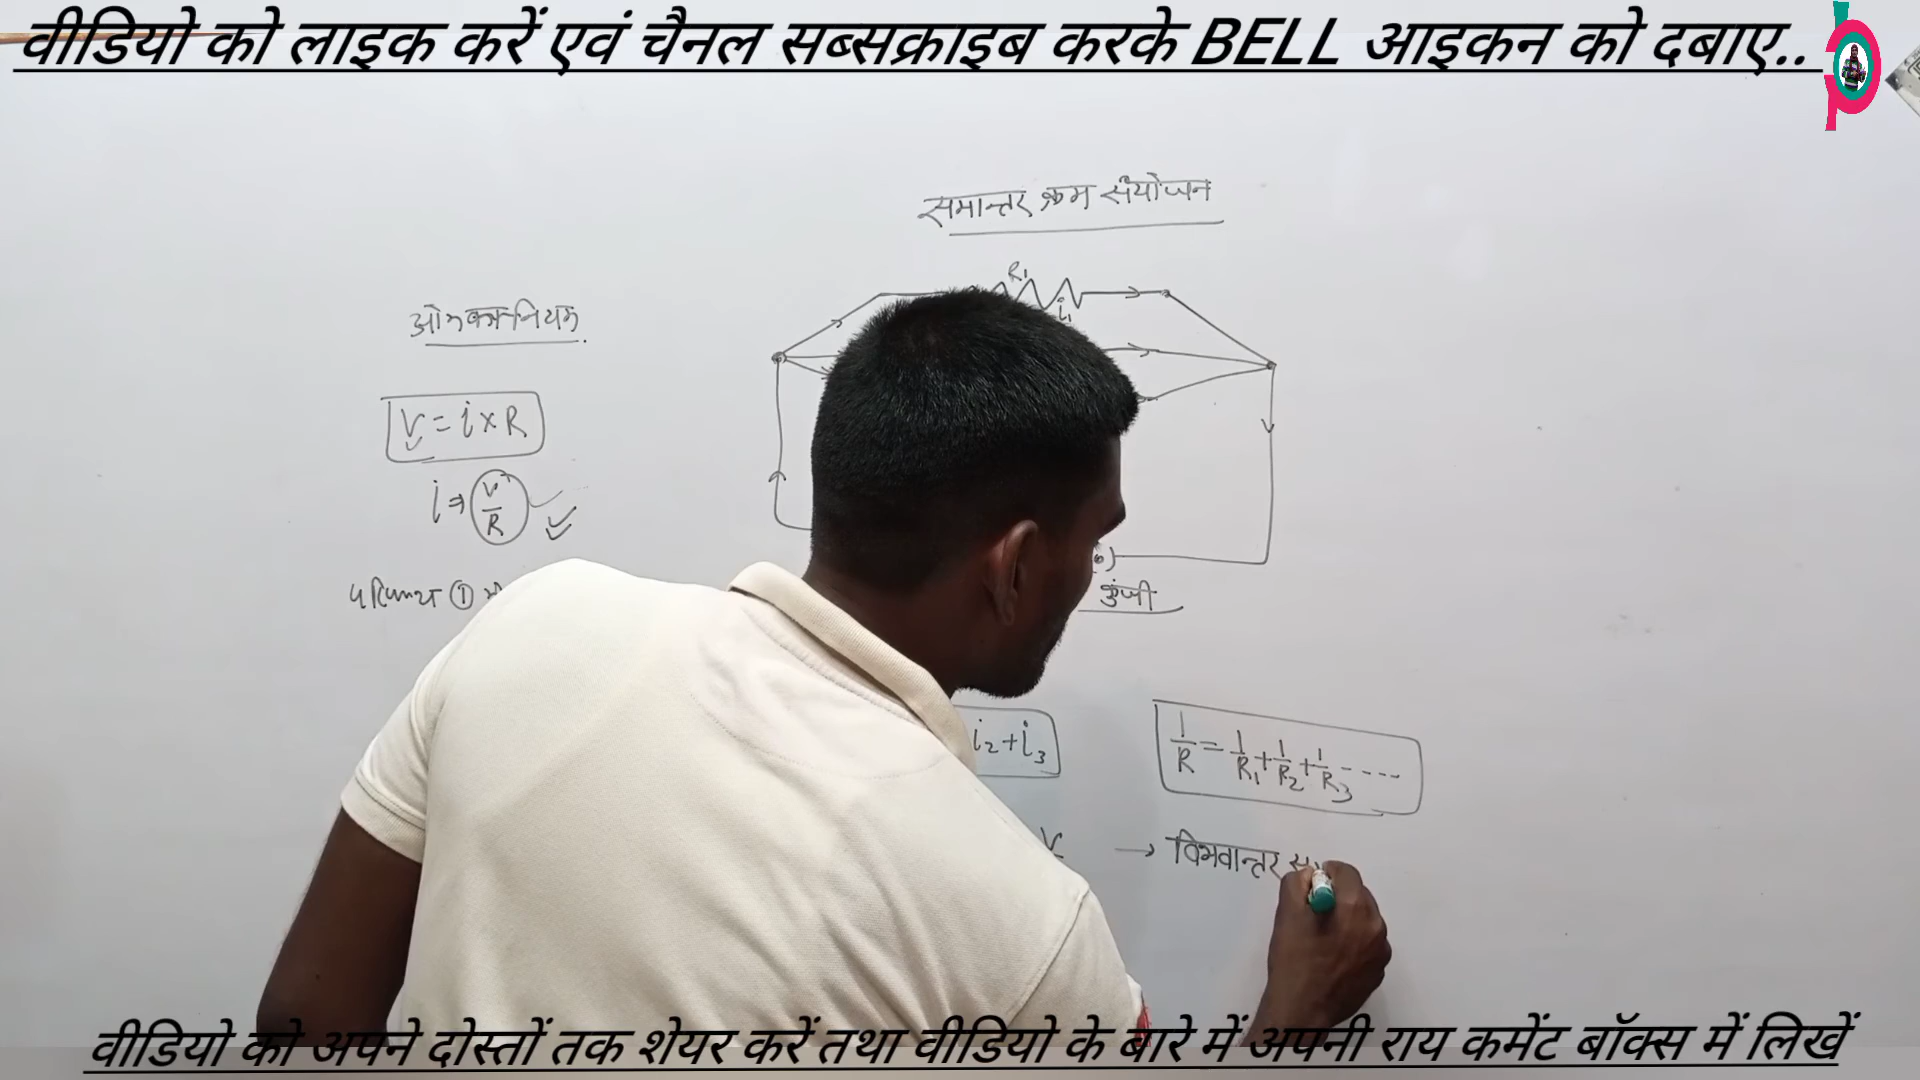 वीडियो को लाइक करें एवं चैनल सब्सक्राइब करके BELL आइकन को दबाए..
समान्तर क्रम संयोजन
R₁
i₁
ओम का नियम
V = i × R
i ⇒ V/R
परिपथ ①
कुंजी
i₂ + i₃
1/R = 1/R₁ + 1/R₂ + 1/R₃ ----
V
→ विभवान्तर
वीडियो को अपने दोस्तों तक शेयर करें तथा वीडियो के बारे में अपनी राय कमेंट बॉक्स में लिखें